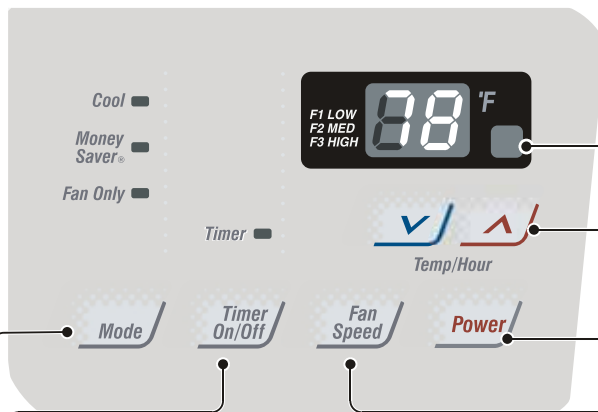 Cool
Money
Saver®
Fan Only
Timer
F1 LOW
F2 MED
F3 HIGH
78
°F
Temp/Hour
Mode
Timer
On/Off
Fan
Speed
Power